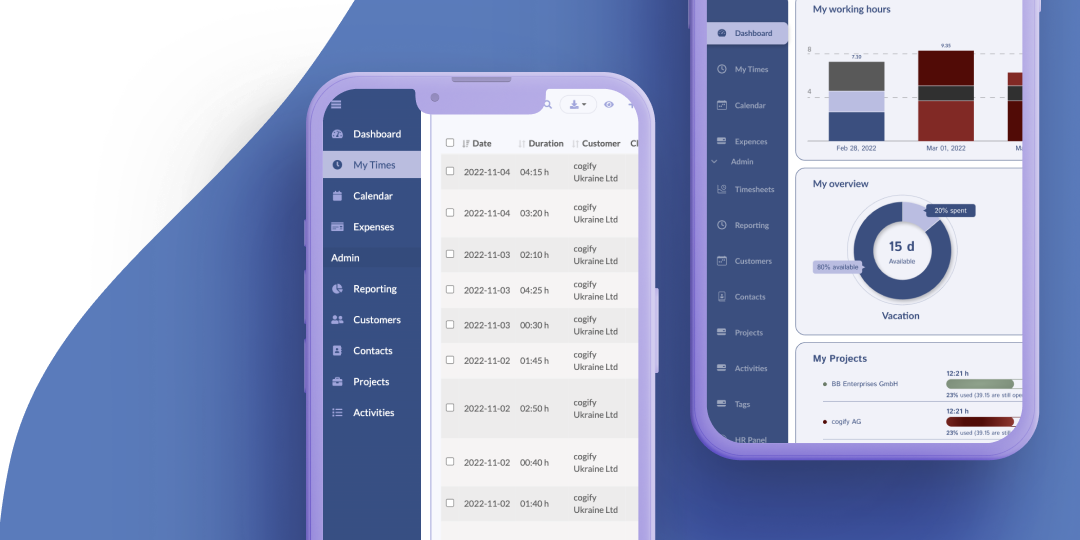 Dashboard
My Times
Calendar
Expenses
Admin
Reporting
Customers
Contacts
Projects
Activities
Date Duration Customer
2022-11-04 04:15 h cogify
Ukraine Ltd
2022-11-04 03:20 h cogify
Ukraine Ltd
2022-11-03 02:10 h cogify
Ukraine Ltd
2022-11-03 04:25 h cogify
Ukraine Ltd
2022-11-03 00:30 h cogify
Ukraine Ltd
2022-11-02 01:45 h cogify
Ukraine Ltd
2022-11-02 02:50 h cogify
Ukraine Ltd
2022-11-02 00:40 h cogify
Ukraine Ltd
2022-11-02 01:40 h cogify
Ukraine Ltd
Dashboard
My Times
Calendar
Expences
Admin
Timesheets
Reporting
Customers
Contacts
Projects
Activities
Tags
HR Panel
My working hours
8
4
7.30
9.05
Feb 28, 2022
Mar 01, 2022
My overview
20% spent
15 d
Available
80% available
Vacation
My Projects
BB Enterprises GmbH
12:21 h
23% used (39.15 are still
cogify AG
12:21 h
23% used (39.15 are